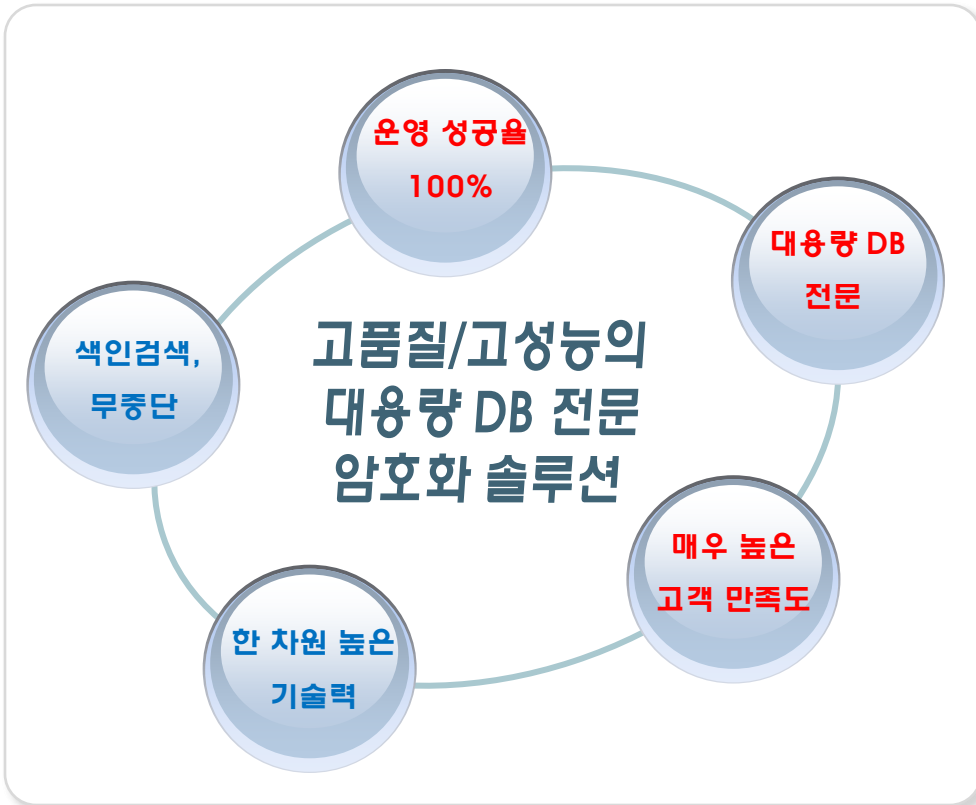 운영 성공율
100%
대용량 DB
전문
색인검색,
무중단
고품질/고성능의
대용량 DB 전문
암호화 솔루션
매우 높은
고객 만족도
한 차원 높은
기술력